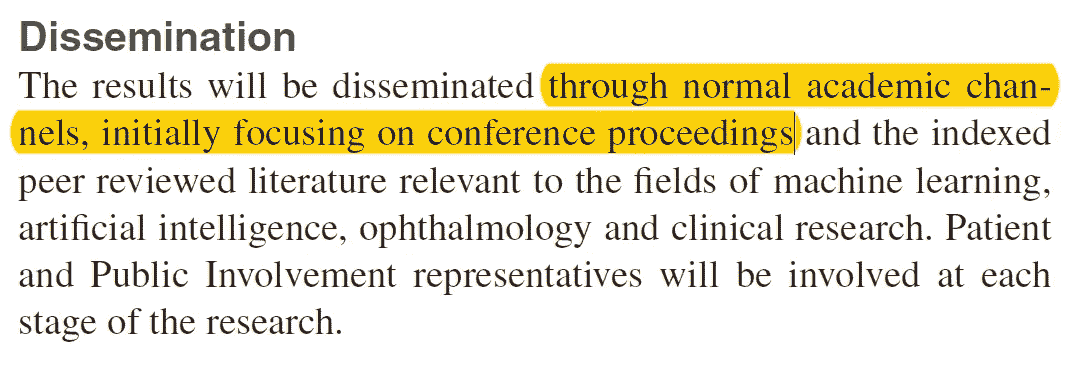 Dissemination
The results will be disseminated through normal academic chan-
nels, initially focusing on conference proceedings and the indexed
peer reviewed literature relevant to the fields of machine learning,
artificial intelligence, ophthalmology and clinical research. Patient
and Public Involvement representatives will be involved at each
stage of the research.